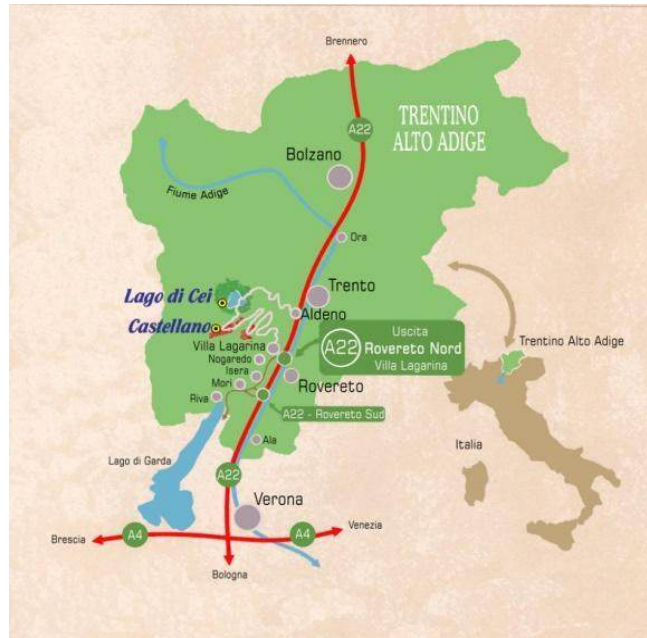 Brennero
TRENTINO
ALTO ADIGE
A22
Bolzano
Fiume Adige
Ora
Trento
Lago di Cei
Aldeno
Castellano
Uscita
A22 Rovereto Nord
Villa Lagarina
Villa Lagarina
Nogaredo
Isera
Mori
Rovereto
Riva
A22 - Rovereto Sud
Trentino Alto Adige
Ala
Italia
Lago di Garda
A22
Verona
Brescia
A4
A4
Venezia
Bologna